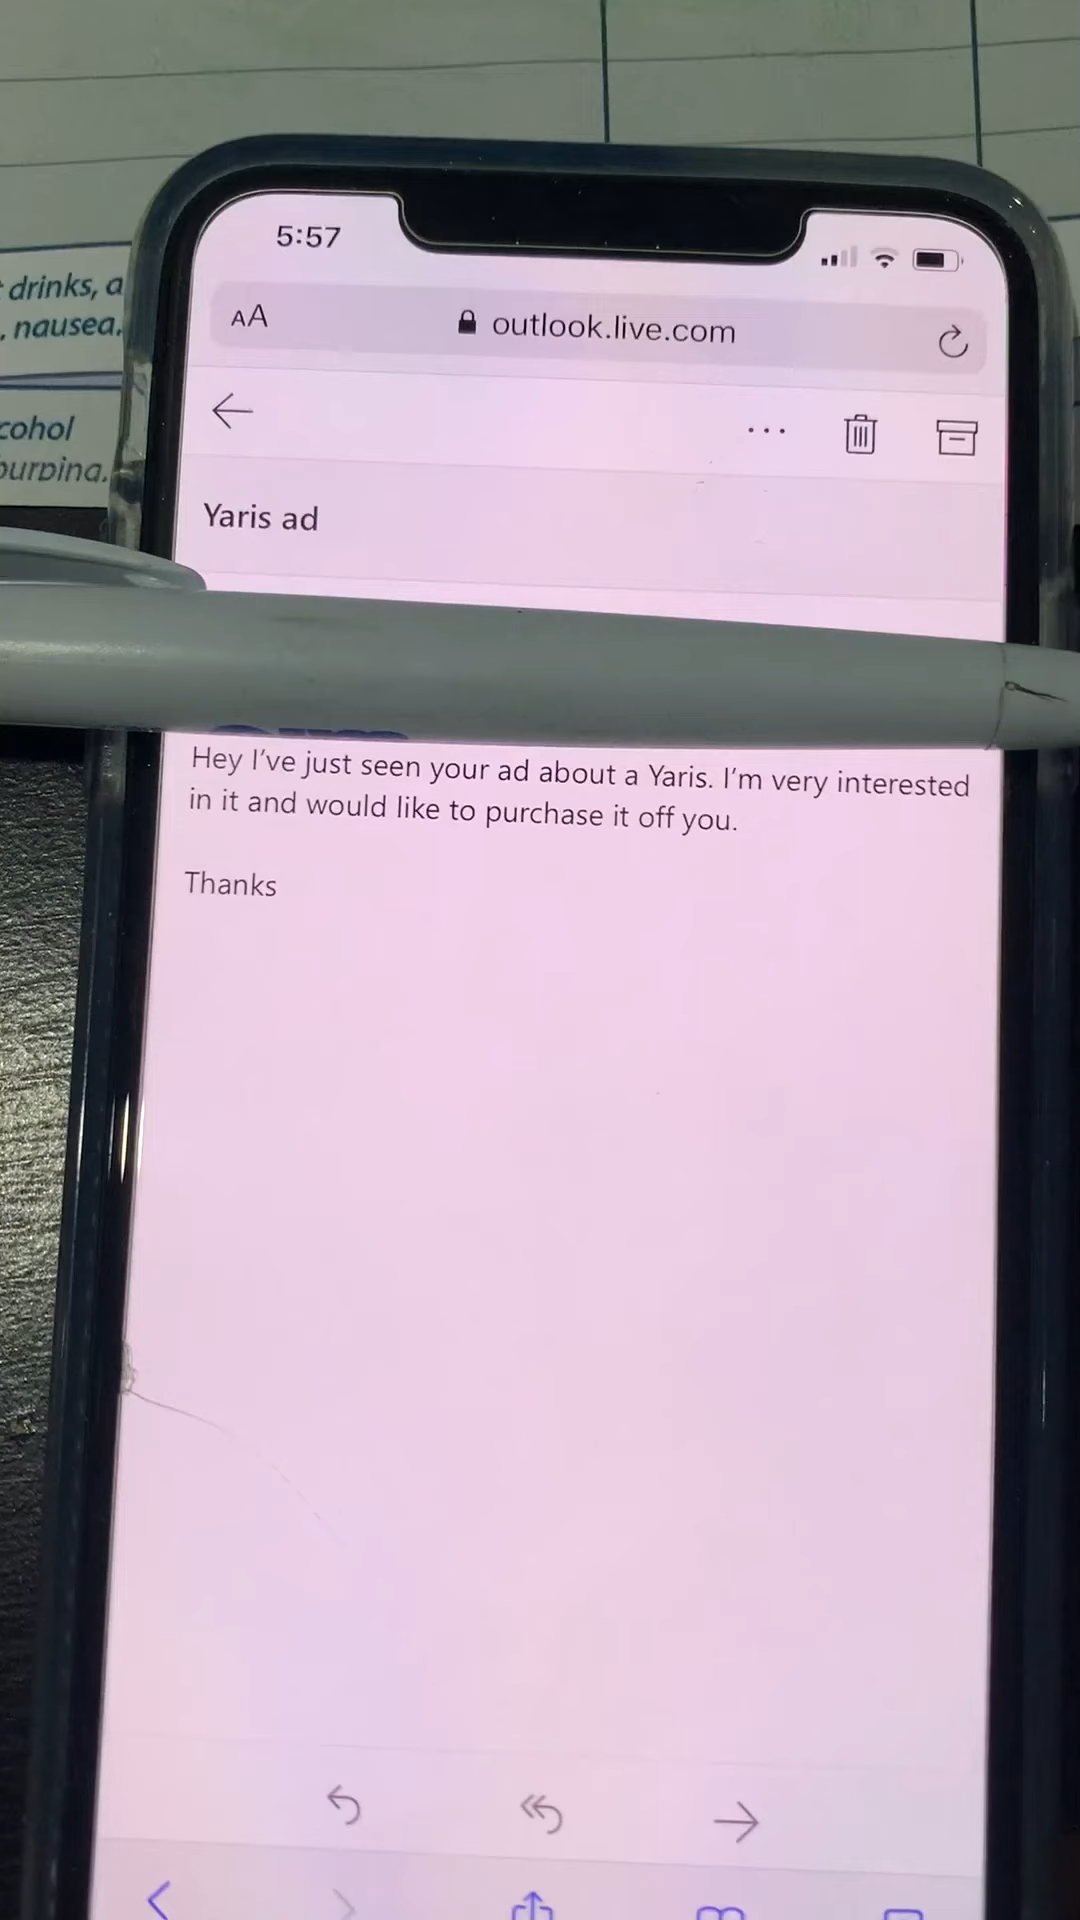 drinks, a
, nausea.
cohol
burping.
5:57
AA
outlook.live.com
Yaris ad
Hey I've just seen your ad about a Yaris. I'm very interested
in it and would like to purchase it off you.
Thanks